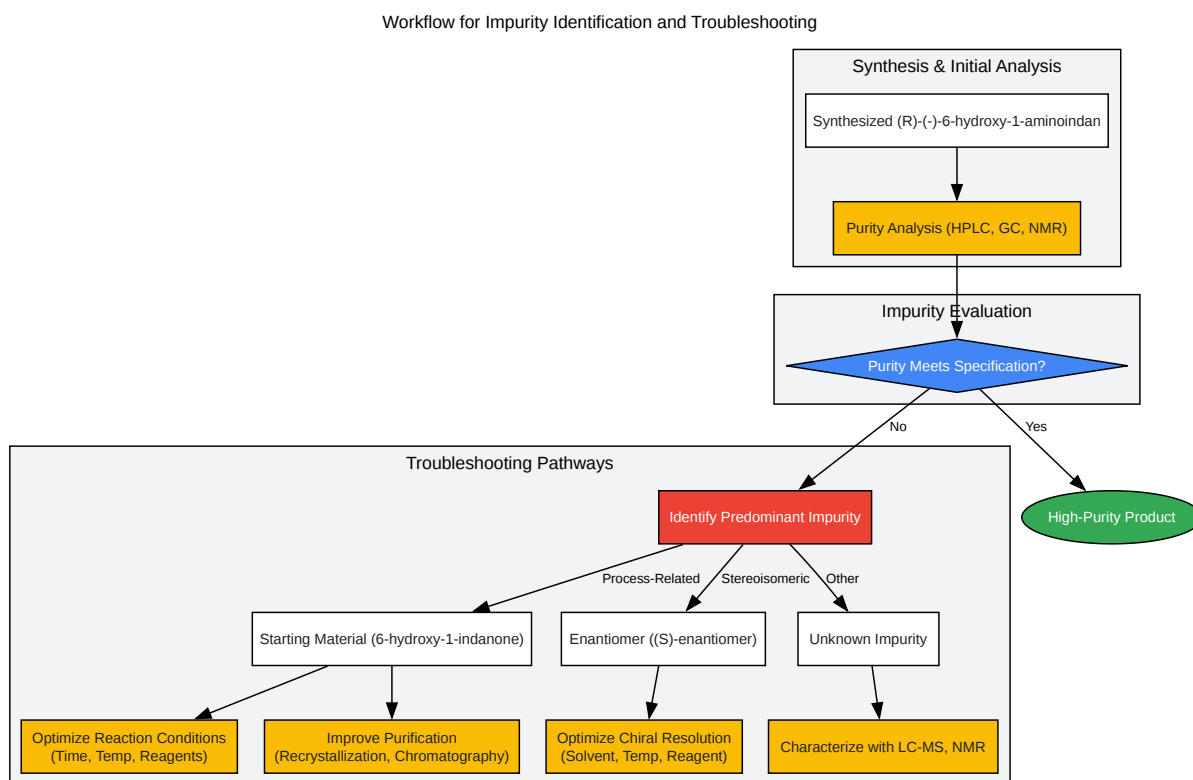 Workflow for Impurity Identification and Troubleshooting
Synthesis & Initial Analysis
Synthesized (R)-(-)-6-hydroxy-1-aminoindan
Purity Analysis (HPLC, GC, NMR)
Impurity Evaluation
Purity Meets Specification?
No
Yes
Troubleshooting Pathways
Identify Predominant Impurity
High-Purity Product
Process-Related
Stereoisomeric
Other
Starting Material (6-hydroxy-1-indanone)
Enantiomer ((S)-enantiomer)
Unknown Impurity
Optimize Reaction Conditions
(Time, Temp, Reagents)
Improve Purification
(Recrystallization, Chromatography)
Optimize Chiral Resolution
(Solvent, Temp, Reagent)
Characterize with LC-MS, NMR